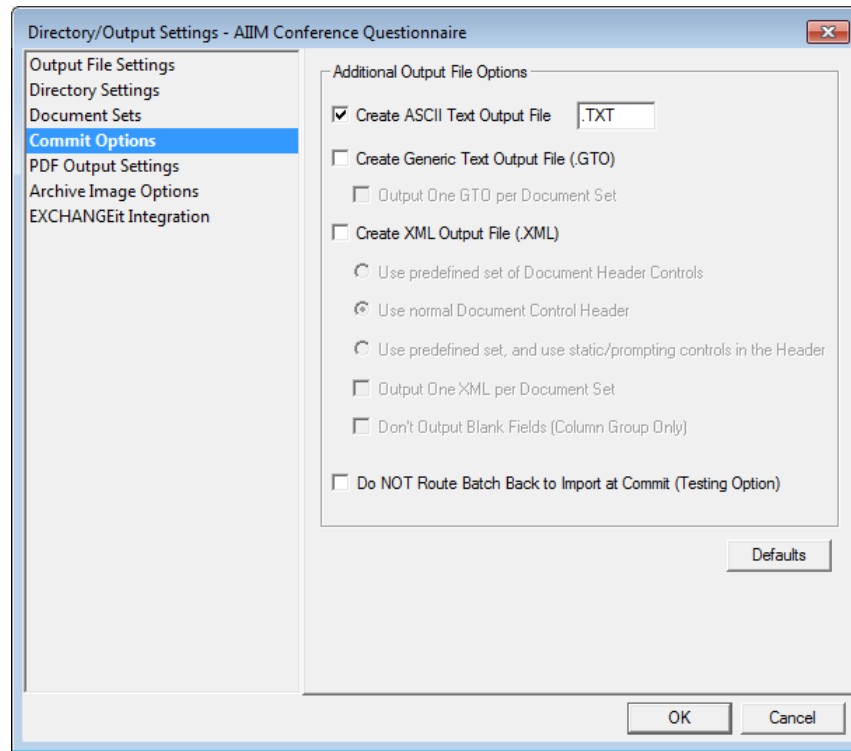 Directory/Output Settings - AIIM Conference Questionnaire
Output File Settings
Directory Settings
Document Sets
Commit Options
PDF Output Settings
Archive Image Options
EXCHANGEit Integration
Additional Output File Options
Create ASCII Text Output File .TXT
Create Generic Text Output File (.GTO)
Output One GTO per Document Set
Create XML Output File (.XML)
Use predefined set of Document Header Controls
Use normal Document Control Header
Use predefined set, and use static/prompting controls in the Header
Output One XML per Document Set
Don't Output Blank Fields (Column Group Only)
Do NOT Route Batch Back to Import at Commit (Testing Option)
Defaults
OK Cancel